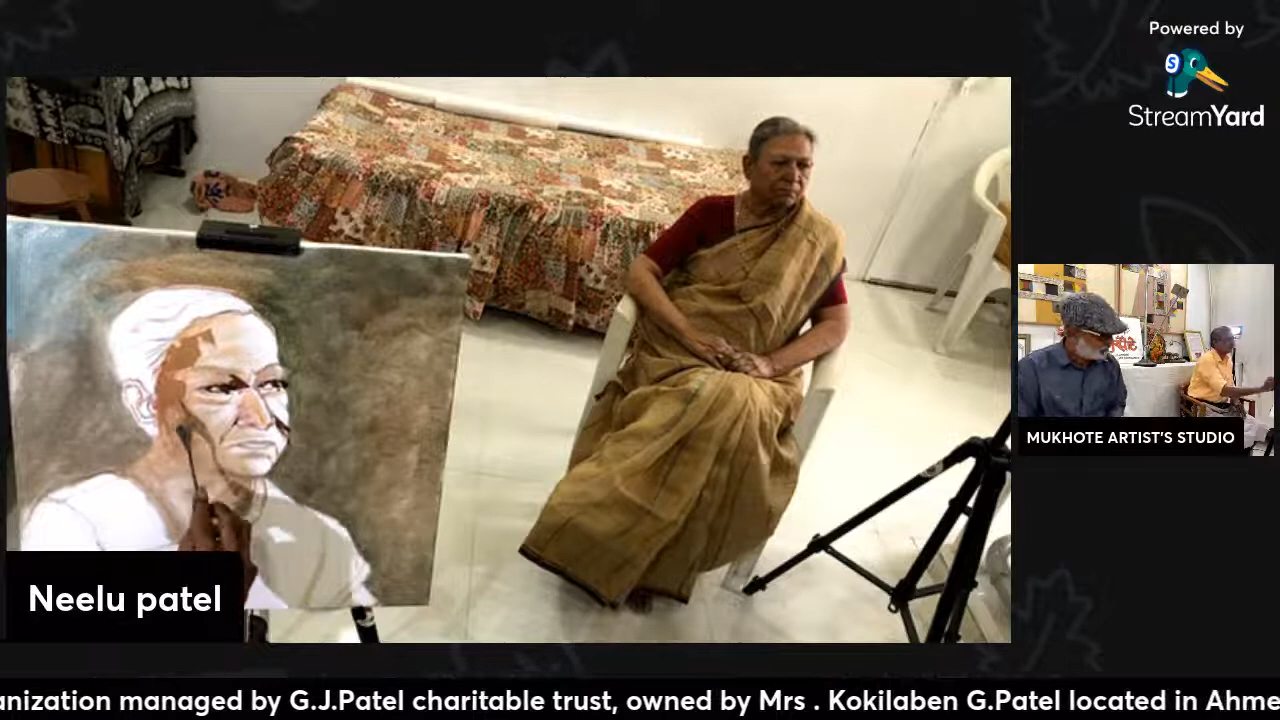 Powered by
StreamYard
MUKHOTE ARTIST'S STUDIO
Neelu patel
anization managed by G.J.Patel charitable trust, owned by Mrs . Kokilaben G.Patel located in Ahme